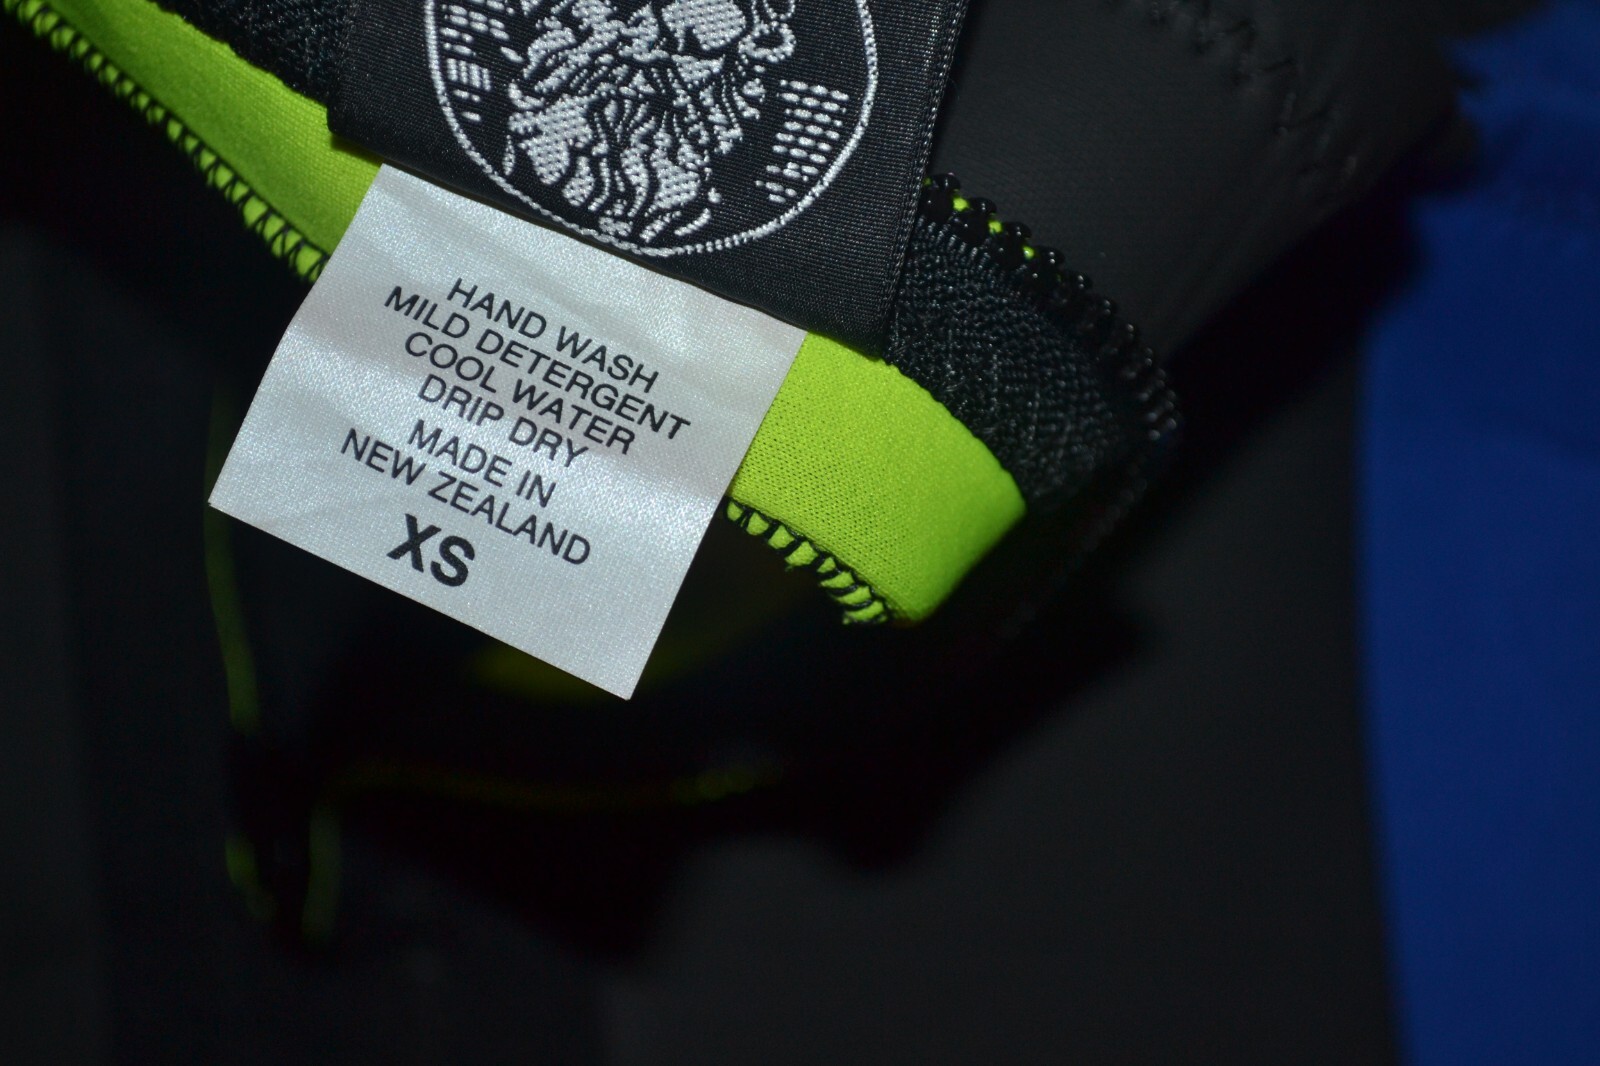 HAND WASH
MILD DETERGENT
COOL WATER
DRIP DRY
MADE IN
NEW ZEALAND
XS